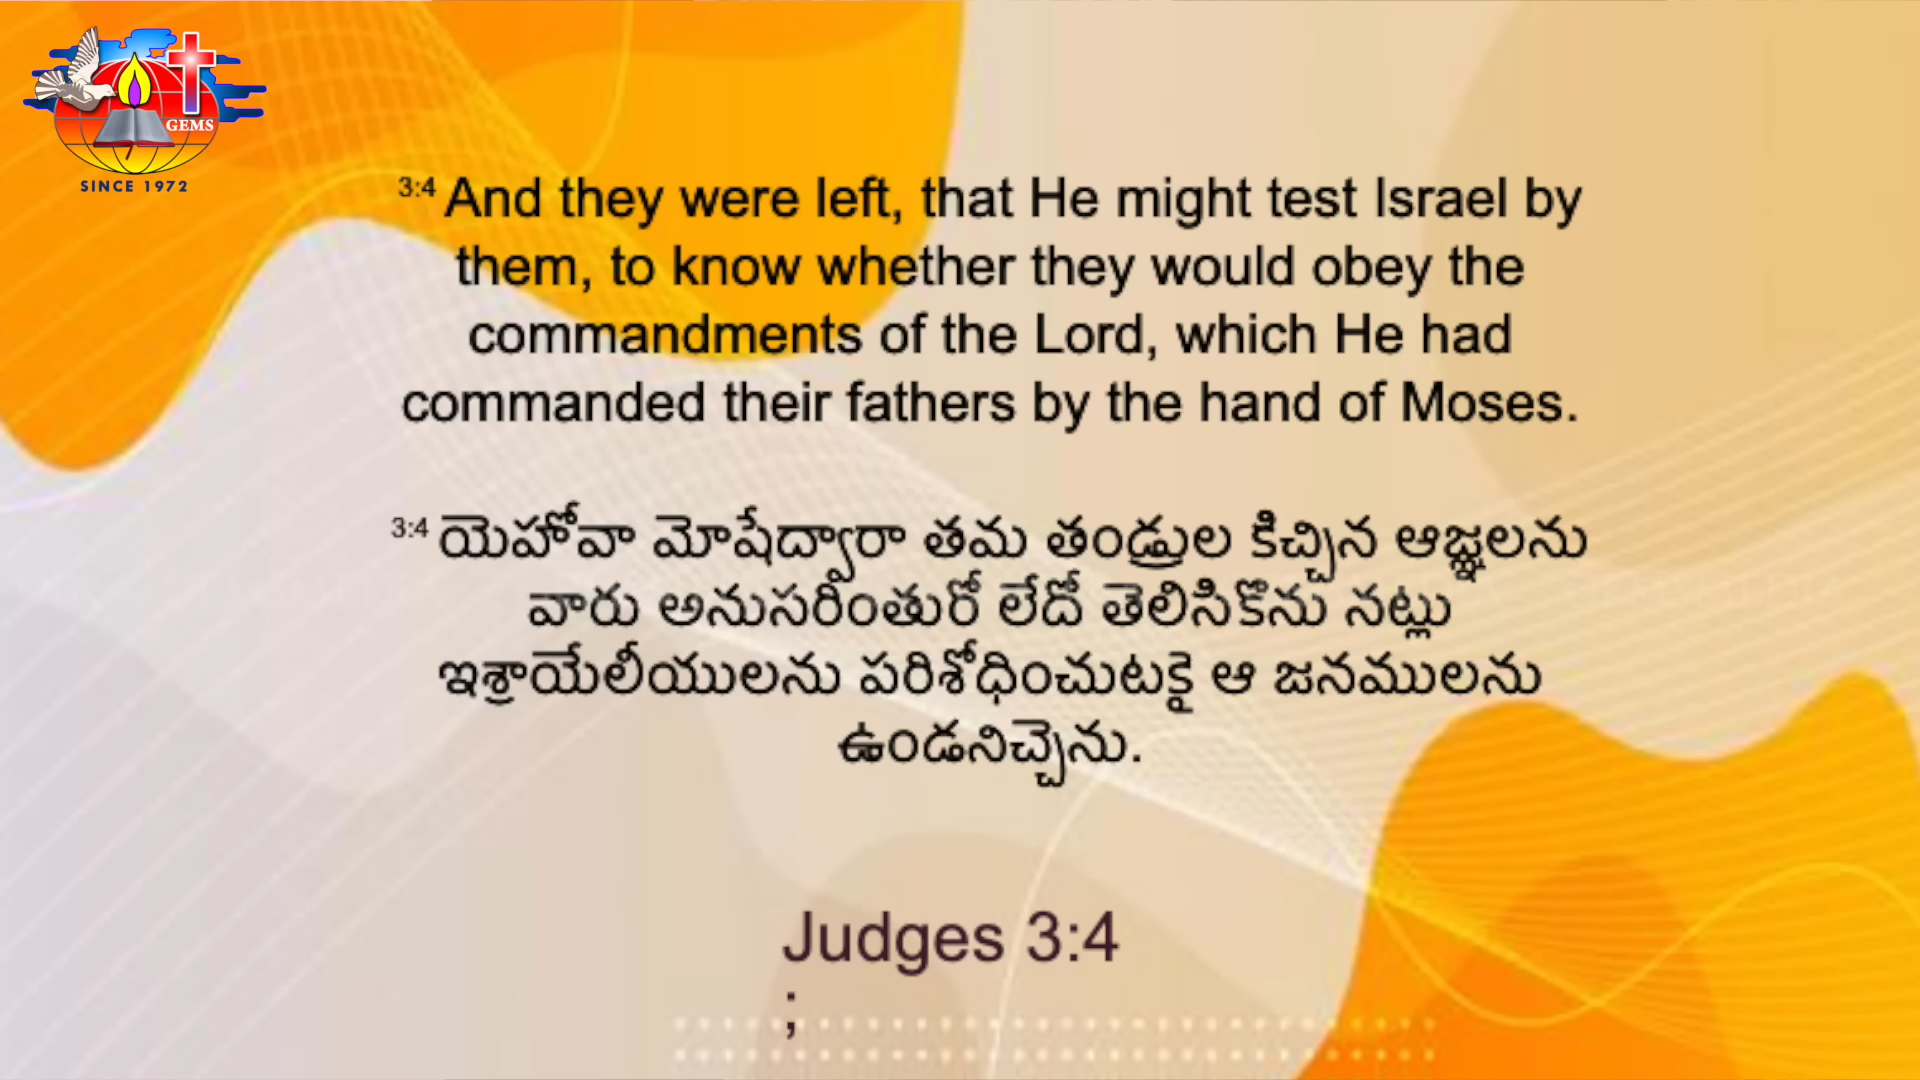 GEMS
SINCE 1972
3:4 And they were left, that He might test Israel by
them, to know whether they would obey the
commandments of the Lord, which He had
commanded their fathers by the hand of Moses.
3:4 యెహోవా మోషేద్వారా తమ తండ్రుల కిచ్చిన ఆజ్ఞలను
వారు అనుసరింతురో లేదో తెలిసికొను నట్లు
ఇశ్రాయేలీయులను పరిశోధించుటకై ఆ జనములను
ఉండనిచ్చెను.
Judges 3:4
;